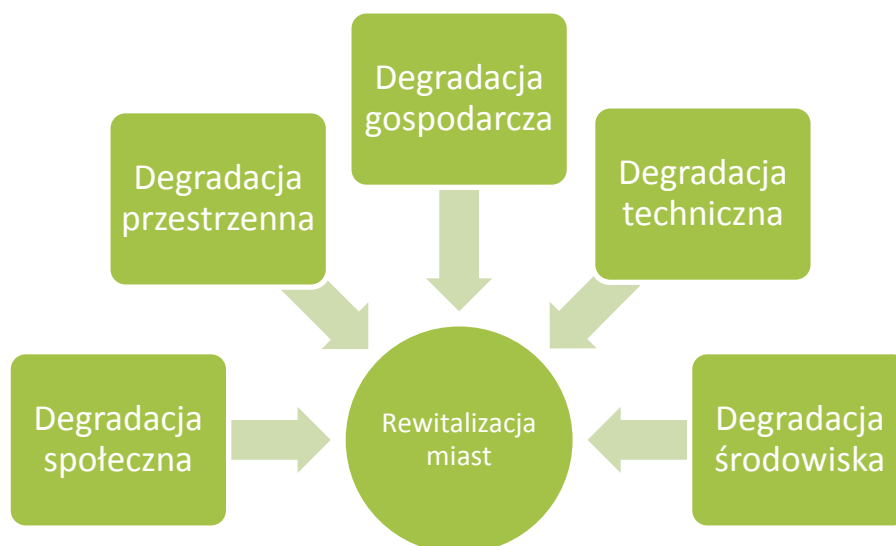 Degradacja
społeczna
Degradacja
przestrzenna
Degradacja
gospodarcza
Degradacja
techniczna
Degradacja
środowiska
Rewitalizacja
miast